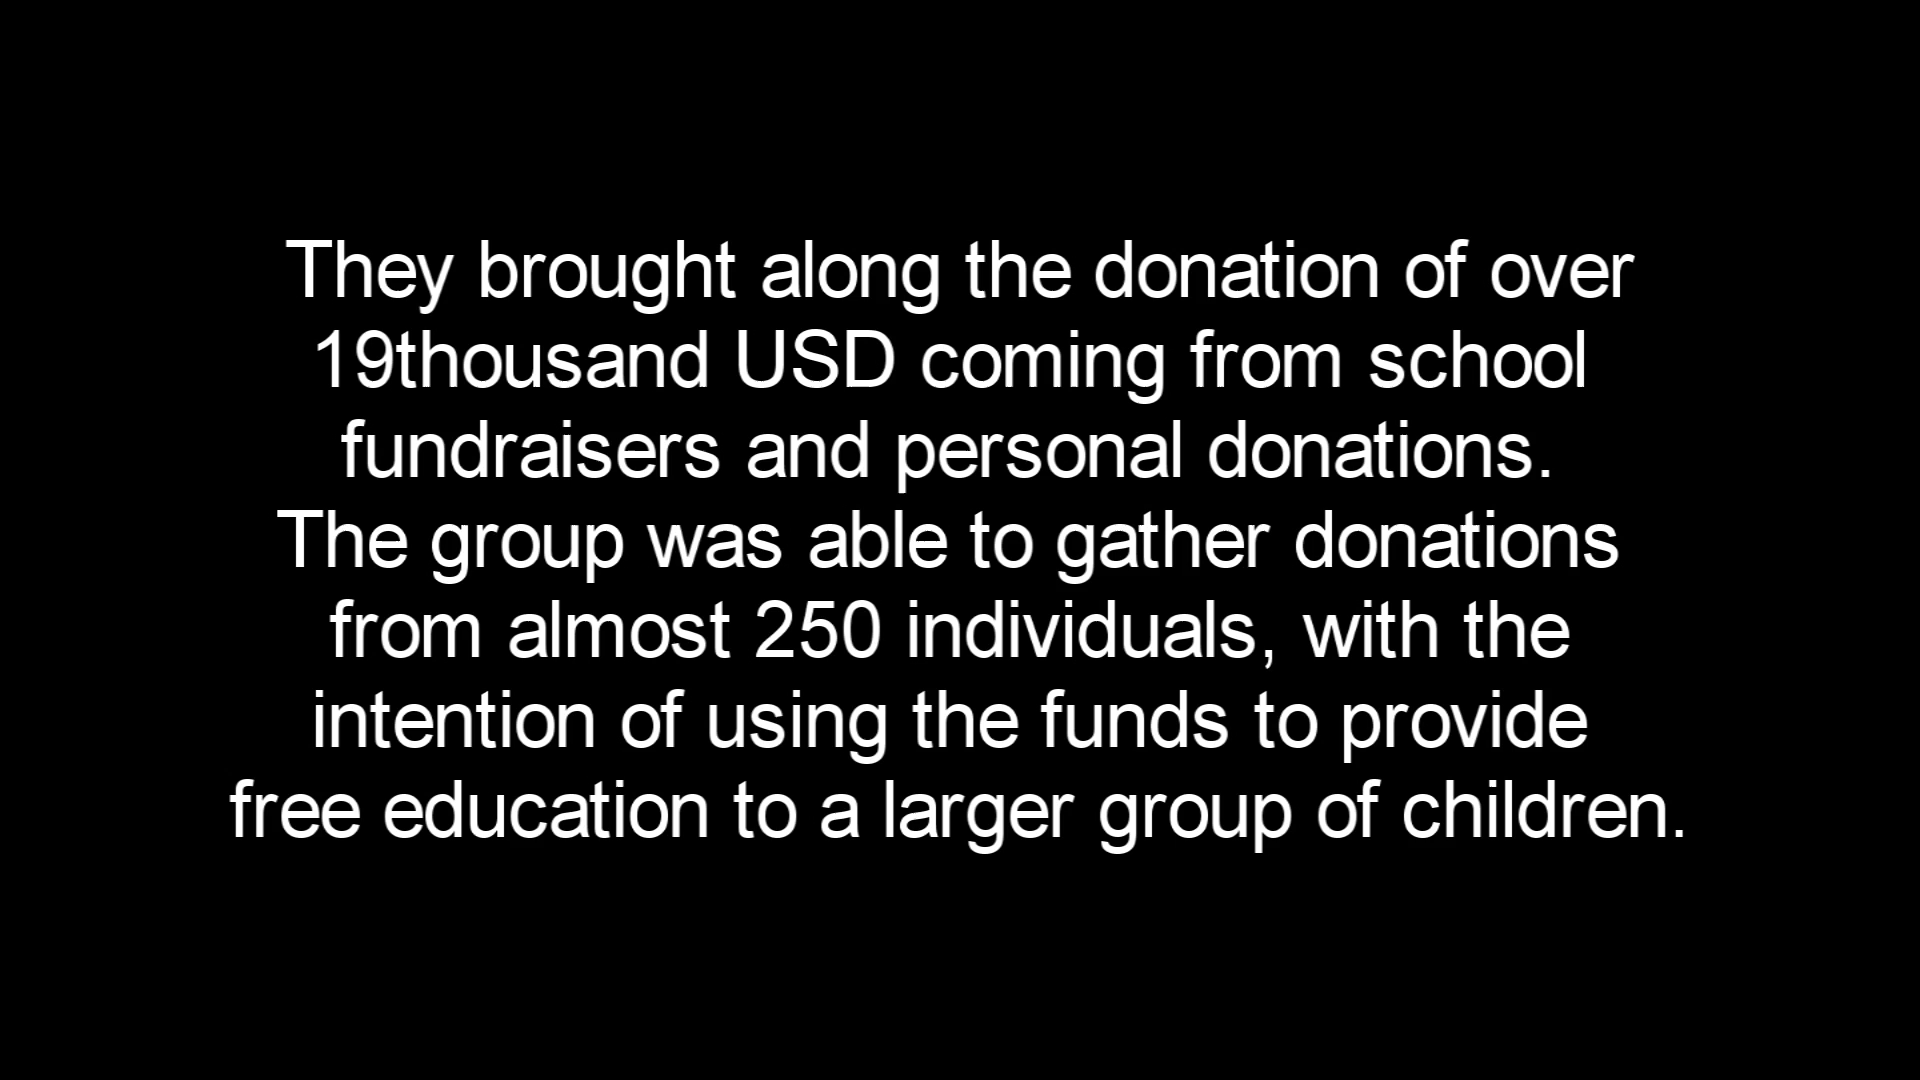 They brought along the donation of over
19thousand USD coming from school
fundraisers and personal donations.
The group was able to gather donations
from almost 250 individuals, with the
intention of using the funds to provide
free education to a larger group of children.